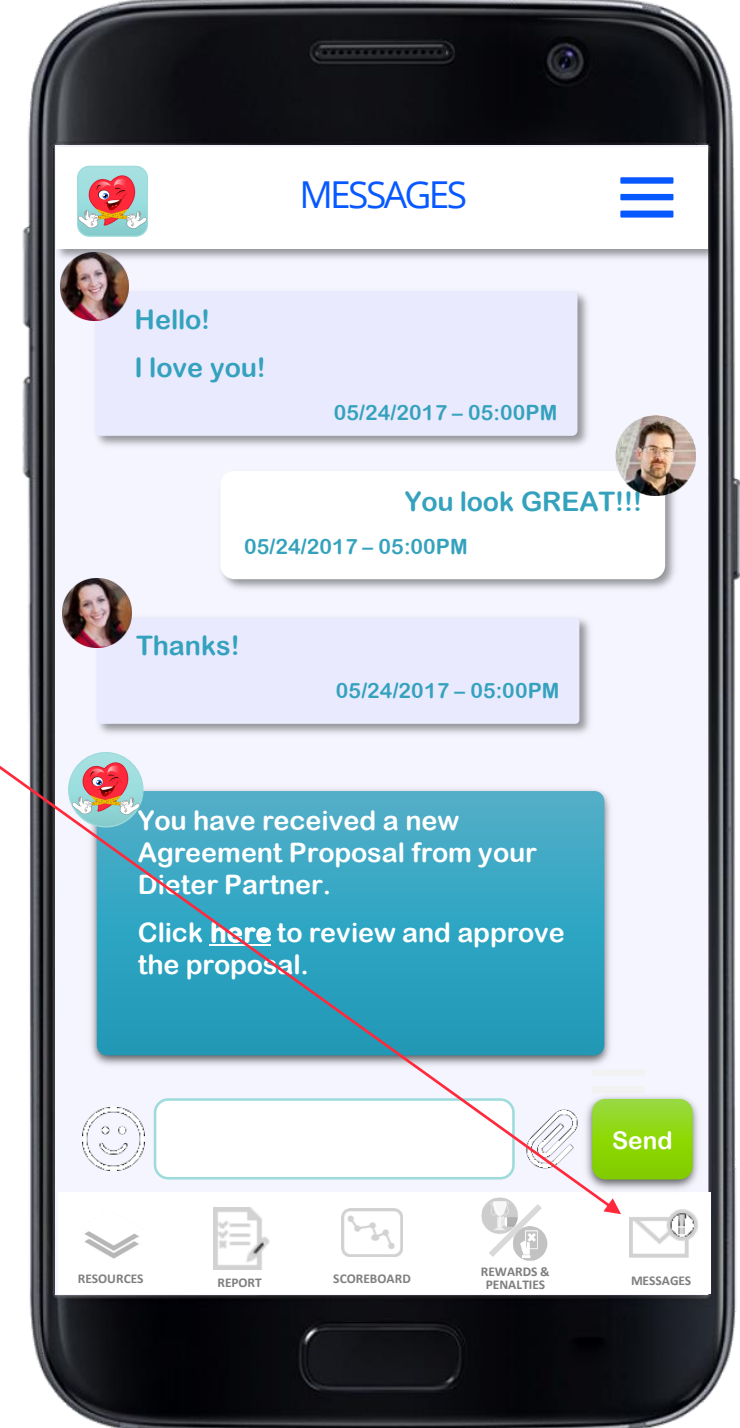 MESSAGES
Hello!
I love you!
05/24/2017 – 05:00PM
You look GREAT!!!
05/24/2017 – 05:00PM
Thanks!
05/24/2017 – 05:00PM
You have received a new
Agreement Proposal from your
Dieter Partner.
Click here to review and approve
the proposal.
Send
RESOURCES
REPORT
SCOREBOARD
REWARDS &
PENALTIES
MESSAGES